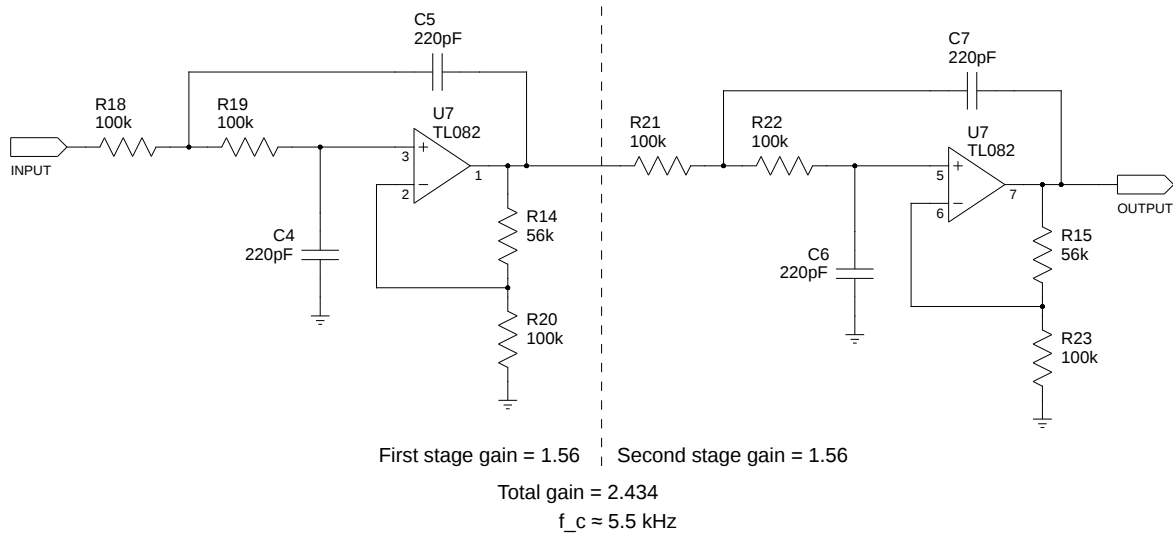 C5
220pF
C7
220pF
R18
100k
R19
100k
U7
TL082
R21
100k
R22
100k
U7
TL082
INPUT
3
+
2
−
1
5
+
6
−
7
OUTPUT
R14
56k
C4
220pF
R15
56k
C6
220pF
R20
100k
R23
100k
First stage gain = 1.56
Second stage gain = 1.56
Total gain = 2.434
f_c ≈ 5.5 kHz